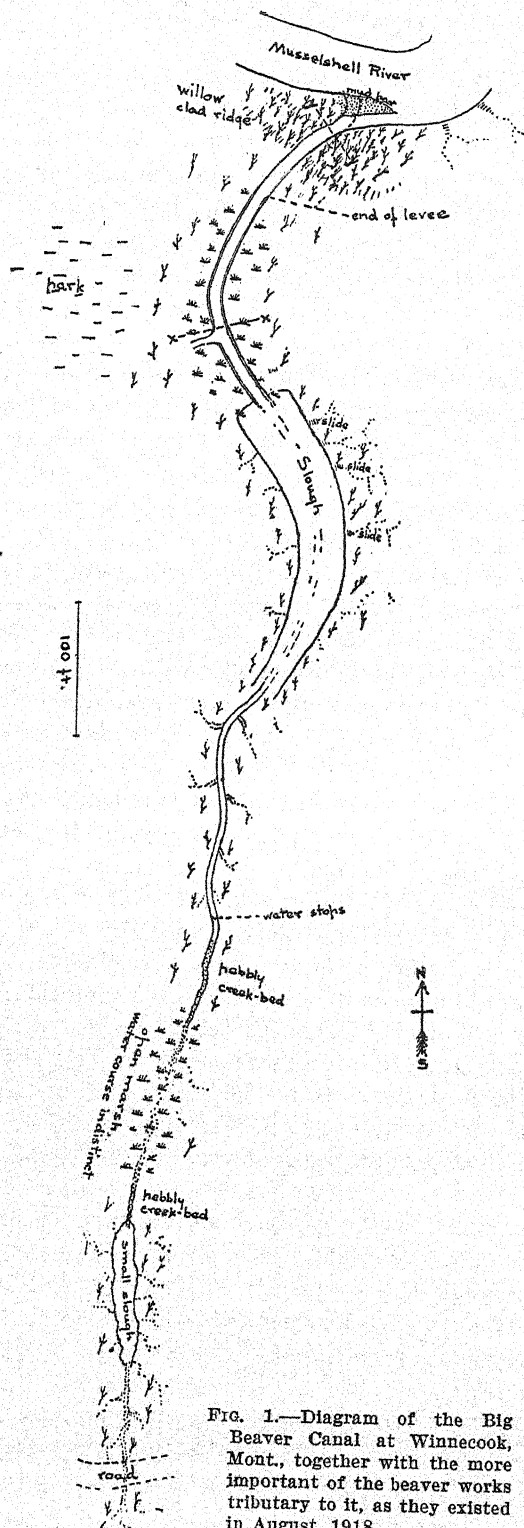 Musselshell River
mud bar
willow
clad ridge
end of levee
park
x
x
slide
slide
Slough
slide
100 ft.
water stops
pebbly
creek-bed
N
S
open marsh
water course indistinct
pebbly
creek-bed
small slough
road
FIG. 1.—Diagram of the Big
Beaver Canal at Winnecook,
Mont., together with the more
important of the beaver works
tributary to it, as they existed
in August, 1918.